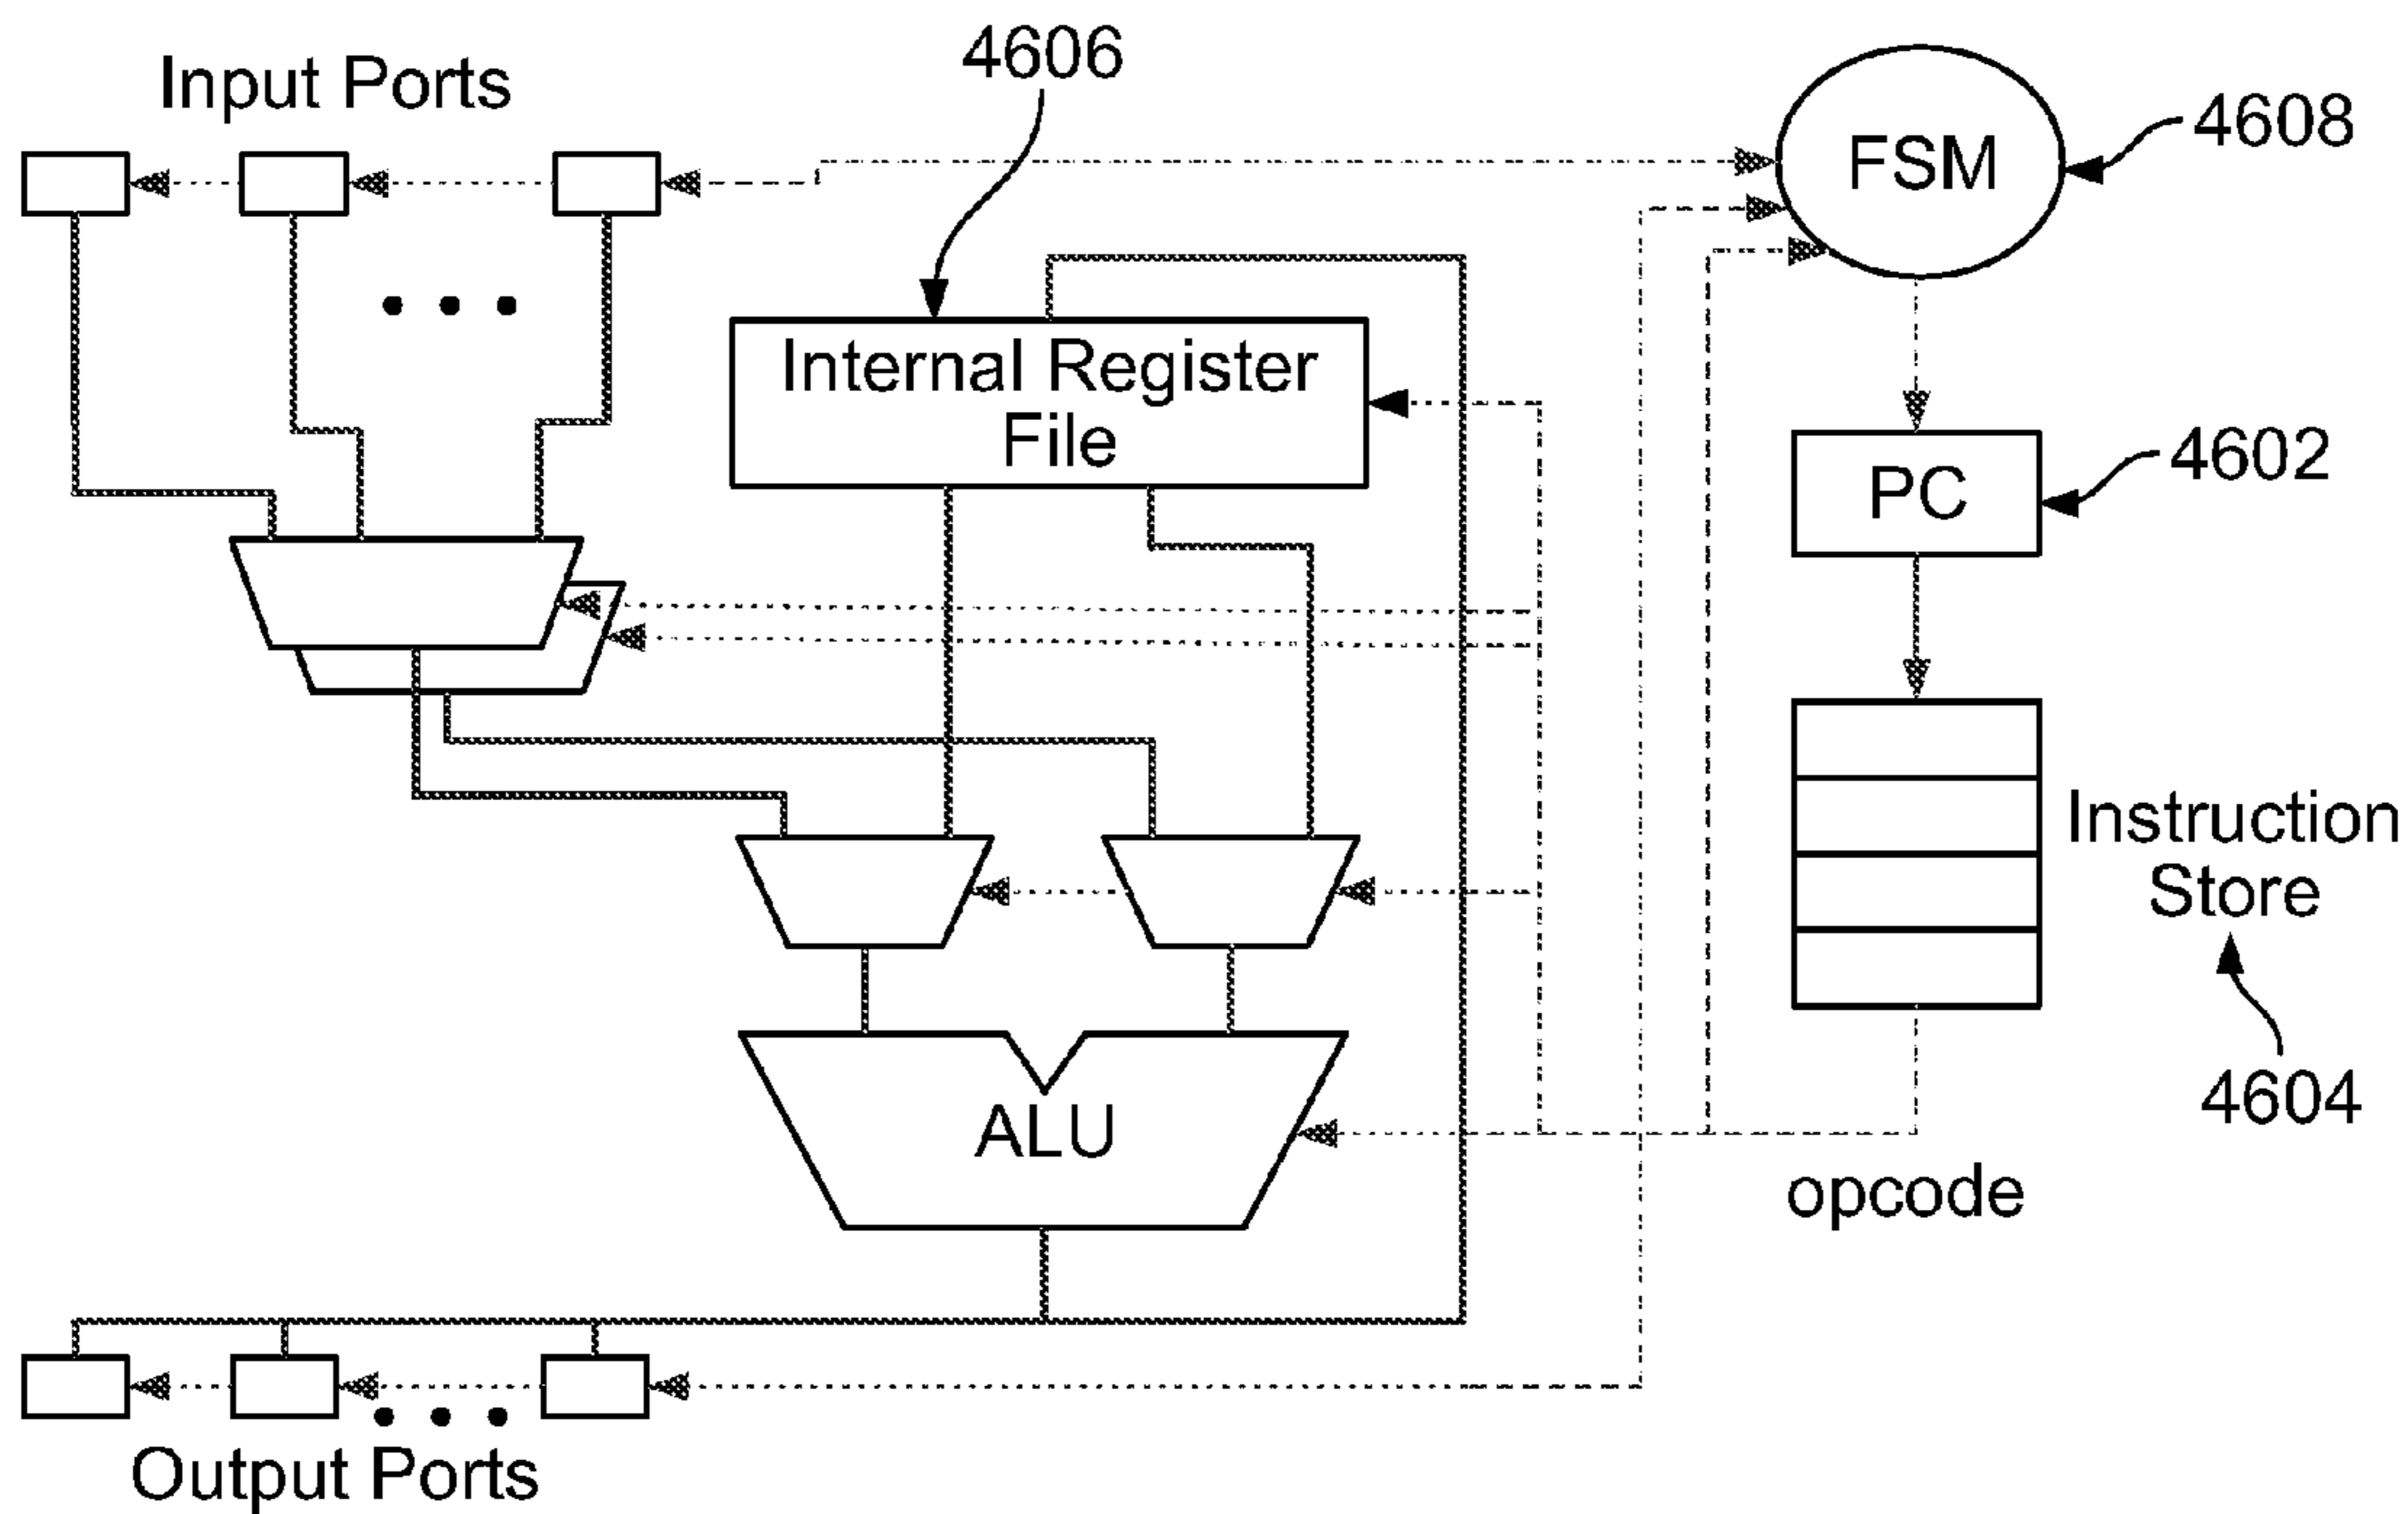 Input Ports
4606
FSM
4608
Internal Register
File
PC
4602
Instruction
Store
4604
ALU
opcode
Output Ports